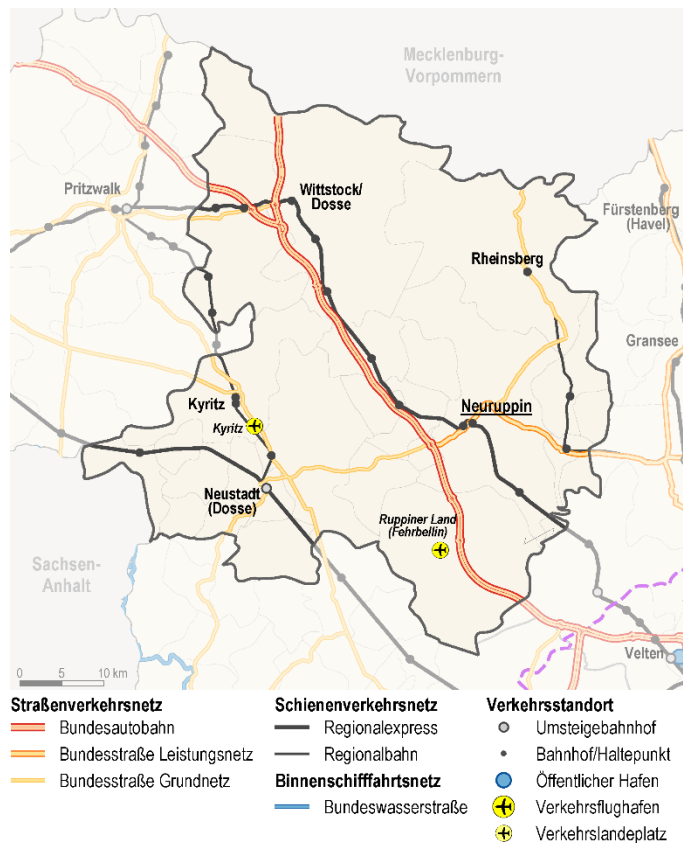 Mecklenburg-
Vorpommern
Pritzwalk
Wittstock/
Dosse
Fürstenberg
(Havel)
Rheinsberg
Gransee
Kyritz
Kyritz
Neuruppin
Neustadt
(Dosse)
Ruppiner Land
(Fehrbellin)
Sachsen-
Anhalt
Velten
0 5 10 km
Straßenverkehrsnetz
Bundesautobahn
Bundesstraße Leistungsnetz
Bundesstraße Grundnetz
Schienenverkehrsnetz
Regionalexpress
Regionalbahn
Binnenschifffahrtsnetz
Bundeswasserstraße
Verkehrsstandort
Umsteigebahnhof
Bahnhof/Haltepunkt
Öffentlicher Hafen
Verkehrsflughafen
Verkehrslandeplatz